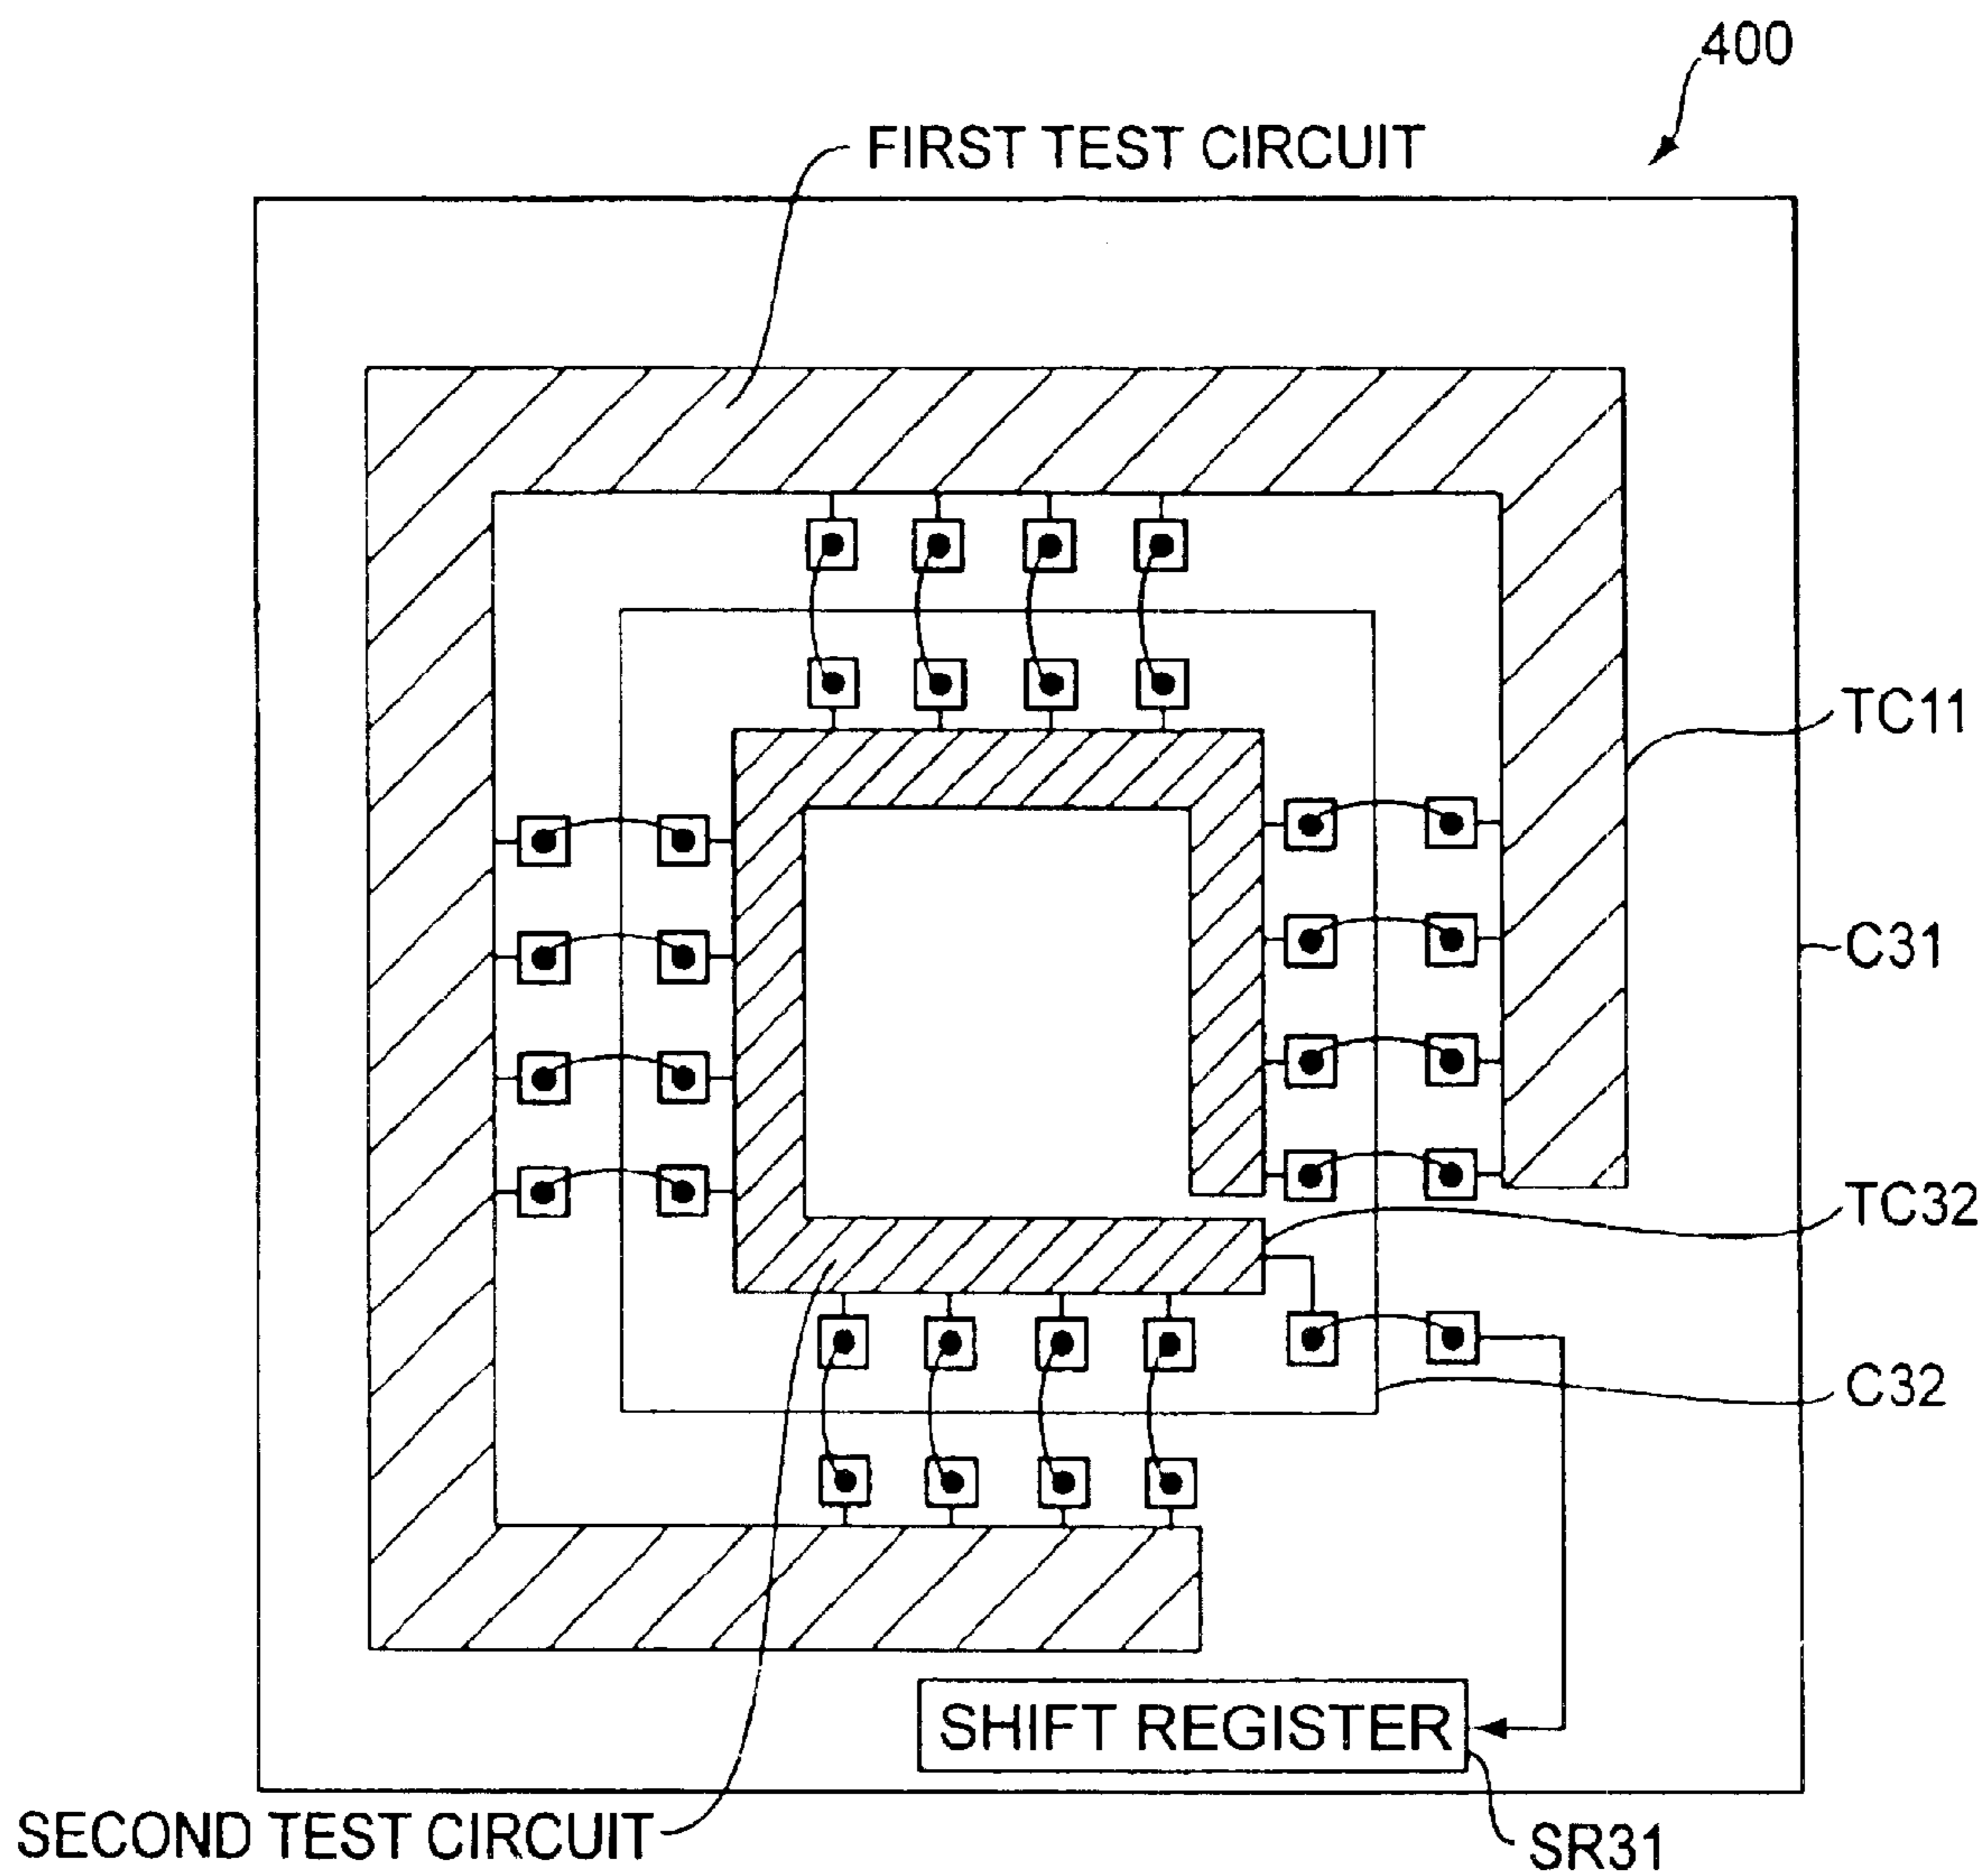 400
FIRST TEST CIRCUIT
TC11
C31
TC32
C32
SHIFT REGISTER
SECOND TEST CIRCUIT
SR31